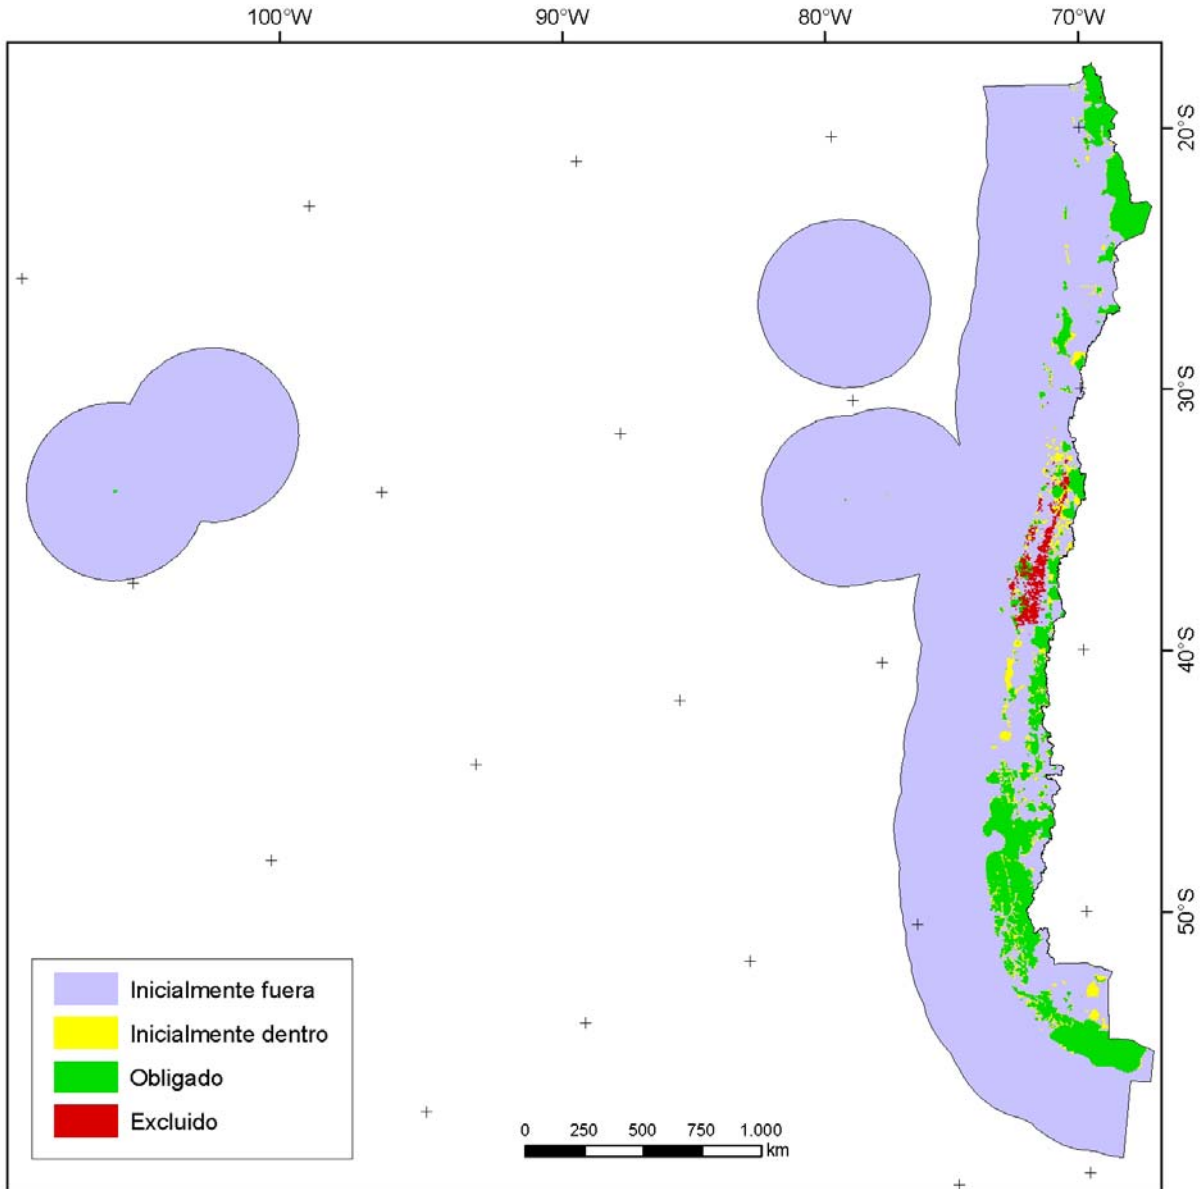 100°W 90°W 80°W 70°W
20°S
30°S
40°S
50°S
Inicialmente fuera
Inicialmente dentro
Obligado
Excluido
0 250 500 750 1.000
km